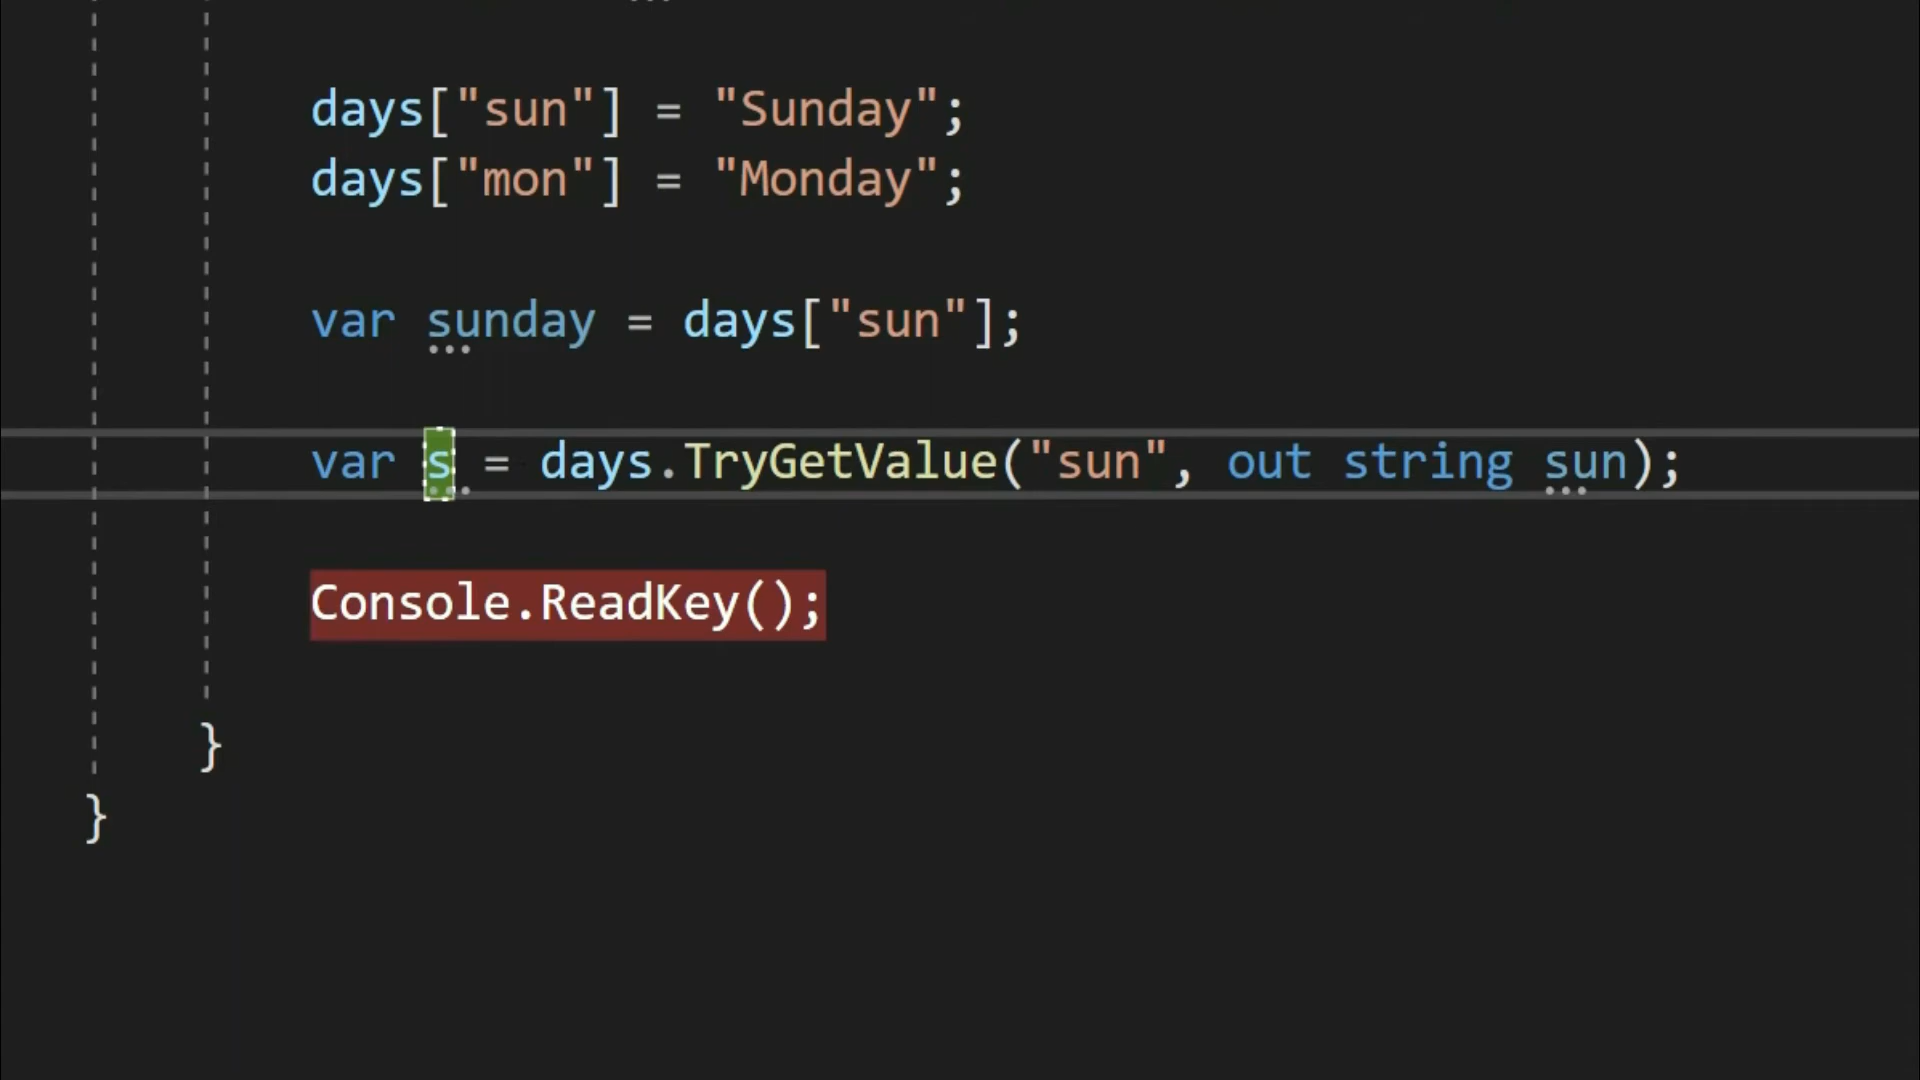 days["sun"] = "Sunday";
days["mon"] = "Monday";
var sunday = days["sun"];
var s = days.TryGetValue("sun", out string sun);
Console.ReadKey();
}
}